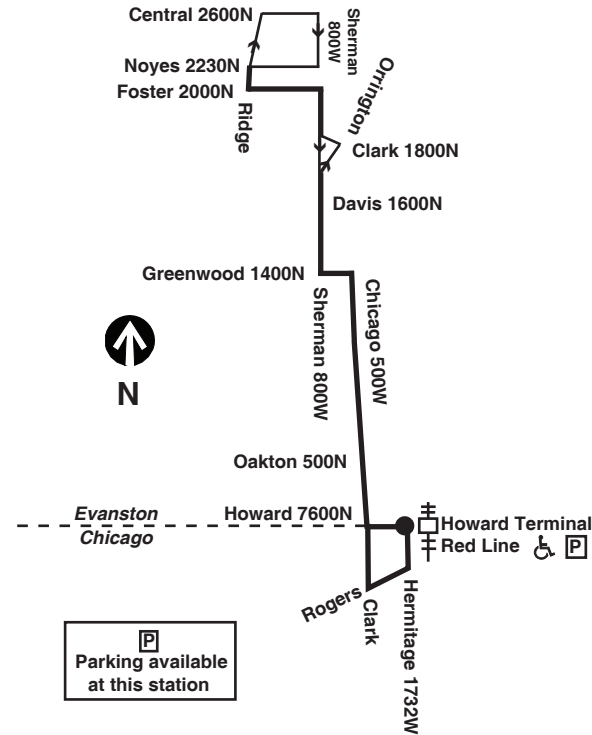 Central 2600N
Sherman
800W
Noyes 2230N
Foster 2000N
Ridge
Orrington
Clark 1800N
Davis 1600N
Greenwood 1400N
Sherman 800W
Chicago 500W
N
Oakton 500N
Howard 7600N
Evanston
Chicago
Howard Terminal
Red Line P
Rogers
Clark
Hermitage 1732W
P
Parking available
at this station